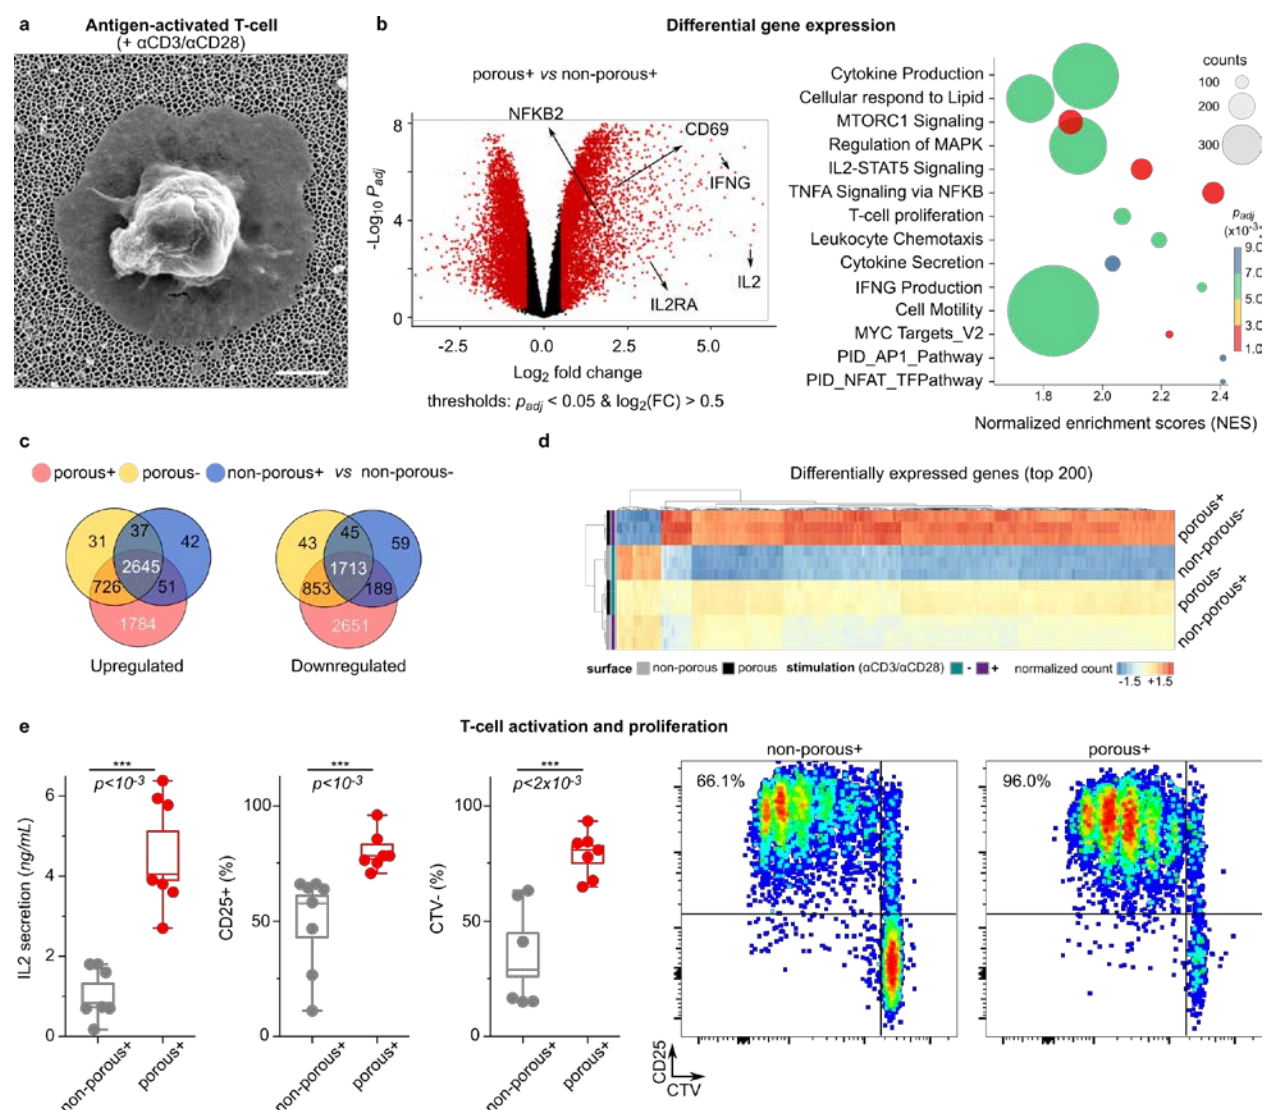 a
Antigen-activated T-cell
(+ αCD3/αCD28)
b
Differential gene expression
porous+ vs non-porous+
NFKB2
CD69
IFNG
IL2
IL2RA
8
4
0
-Log10 Padj
-2.5
0.0
2.5
5.0
Log2 fold change
thresholds: padj < 0.05 & log2(FC) > 0.5
Cytokine Production
Cellular respond to Lipid
MTORC1 Signaling
Regulation of MAPK
IL2-STAT5 Signaling
TNFA Signaling via NFKB
T-cell proliferation
Leukocyte Chemotaxis
Cytokine Secretion
IFNG Production
Cell Motility
MYC Targets_V2
PID_AP1_Pathway
PID_NFAT_TFPathway
1.8
2.0
2.2
2.4
Normalized enrichment scores (NES)
counts
100
200
300
padj
(x10-3)
9.0
7.0
5.0
3.0
1.0
c
porous+ porous- non-porous+ vs non-porous-
31
37
42
2645
726
51
1784
Upregulated
43
45
59
1713
853
189
2651
Downregulated
d
Differentially expressed genes (top 200)
porous+
non-porous-
porous-
non-porous+
surface non-porous porous stimulation (αCD3/αCD28) - + normalized count
-1.5 +1.5
e
T-cell activation and proliferation
***
p<10-3
IL2 secretion (ng/mL)
6
4
2
0
non-porous+
porous+
***
p<10-3
CD25+ (%)
100
50
0
non-porous+
porous+
***
p<2x10-3
CTV- (%)
100
50
0
non-porous+
porous+
non-porous+
66.1%
porous+
96.0%
CD25
CTV